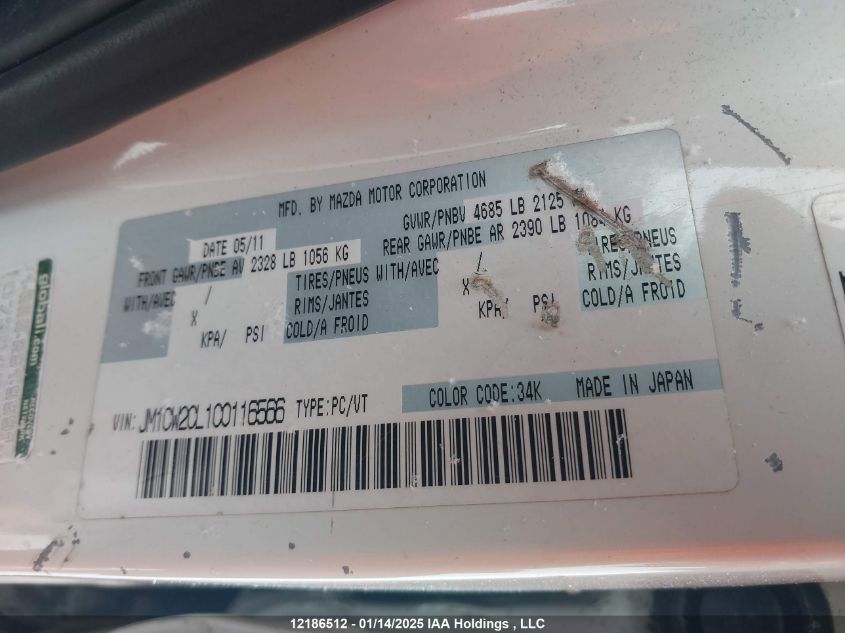 MFD. BY MAZDA MOTOR CORPORATION
DATE 05/11
GVWR/PNBV 4685 LB 2125
FRONT GAWR/PNBE AV 2328 LB 1056 KG
REAR GAWR/PNBE AR 2390 LB KG
WITH/AVEC / TIRES/PNEUS WITH/AVEC / TIRES/PNEUS
X RIMS/JANTES X RIMS/JANTES
KPA/ PSI COLD/A FROID KPA/ PSI COLD/A FROID
VIN: JM1CW2CL1C0116566 TYPE:PC/VT
COLOR CODE:34K MADE IN JAPAN
global.com
12186512 - 01/14/2025 IAA Holdings , LLC